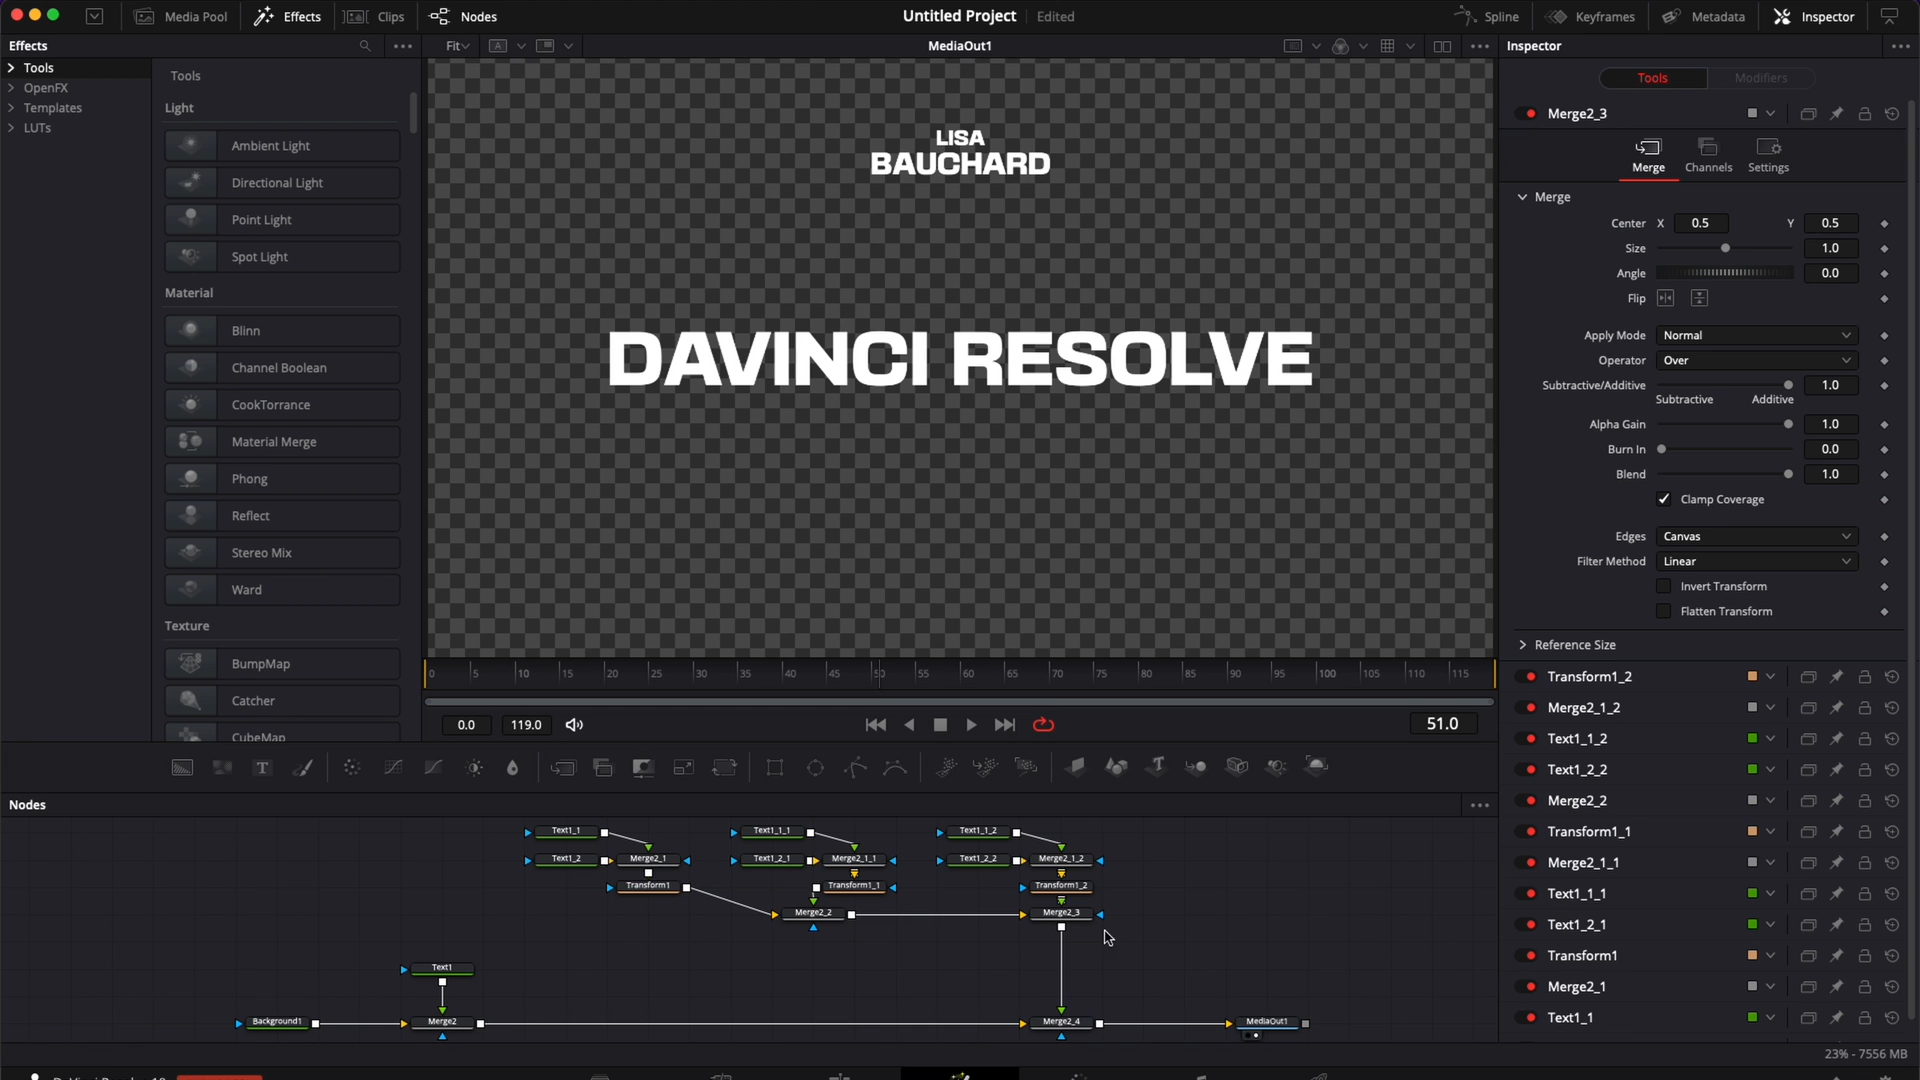 Media Pool
Effects
Clips
Nodes
Untitled Project
Edited
Spline
Keyframes
Metadata
Inspector
Effects
Fit
A
MediaOut1
Inspector
Tools
OpenFX
Templates
LUTs
Tools
Light
Ambient Light
Directional Light
Point Light
Spot Light
Material
Blinn
Channel Boolean
CookTorrance
Material Merge
Phong
Reflect
Stereo Mix
Ward
Texture
BumpMap
Catcher
CubeMap
LISA
BAUCHARD
DAVINCI RESOLVE
0 5 10 15 20 25 30 35 40 45 50 55 60 65 70 75 80 85 90 95 100 105 110 115
0.0
119.0
51.0
Tools
Modifiers
Merge2_3
Merge
Channels
Settings
Merge
Center X 0.5 Y 0.5
Size 1.0
Angle 0.0
Flip
Apply Mode Normal
Operator Over
Subtractive/Additive 1.0
Subtractive Additive
Alpha Gain 1.0
Burn In 0.0
Blend 1.0
Clamp Coverage
Edges Canvas
Filter Method Linear
Invert Transform
Flatten Transform
Reference Size
Transform1_2
Merge2_1_2
Text1_1_2
Text1_2_2
Merge2_2
Transform1_1
Merge2_1_1
Text1_1_1
Text1_2_1
Transform1
Merge2_1
Text1_1
Nodes
Text1_1
Text1_1_1
Text1_1_2
Text1_2
Merge2_1
Text1_2_1
Merge2_1_1
Text1_2_2
Merge2_1_2
Transform1
Transform1_1
Transform1_2
Merge2_2
Merge2_3
Text1
Background1
Merge2
Merge2_4
MediaOut1
23% - 7556 MB